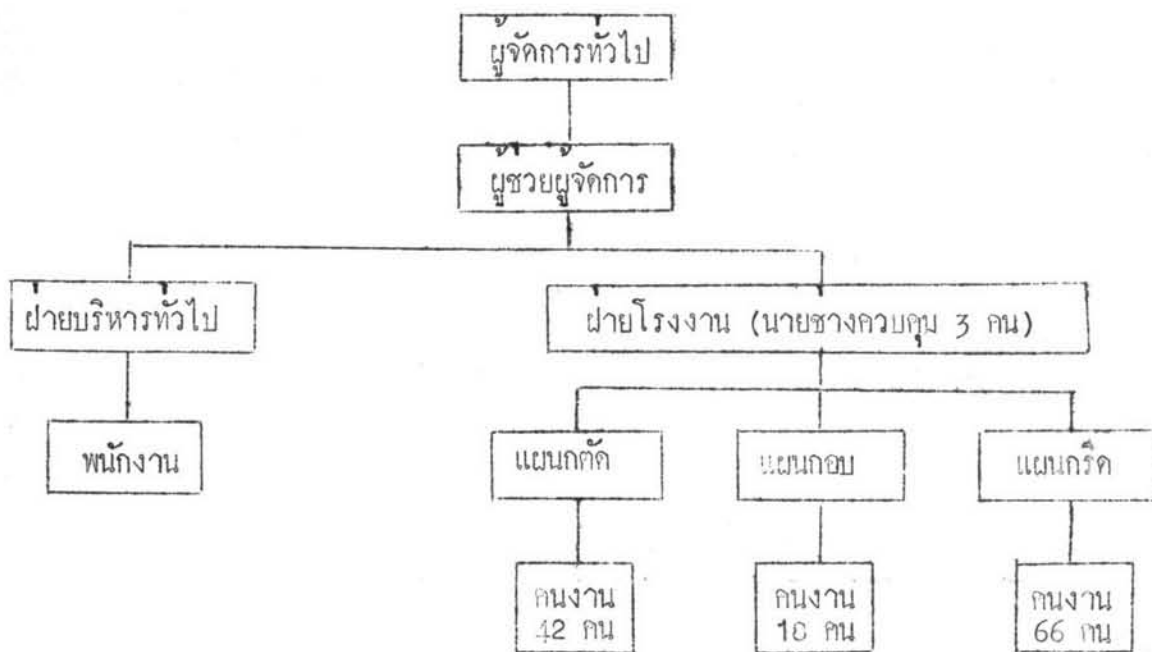 ผู้จัดการทั่วไป
ผู้ช่วยผู้จัดการ
ฝ่ายบริหารทั่วไป
ฝ่ายโรงงาน (นายช่างควบคุม 3 คน)
พนักงาน
แผนกตัด
แผนกอบ
แผนกรีด
คนงาน
42 คน
คนงาน
คน
คนงาน
66 คน